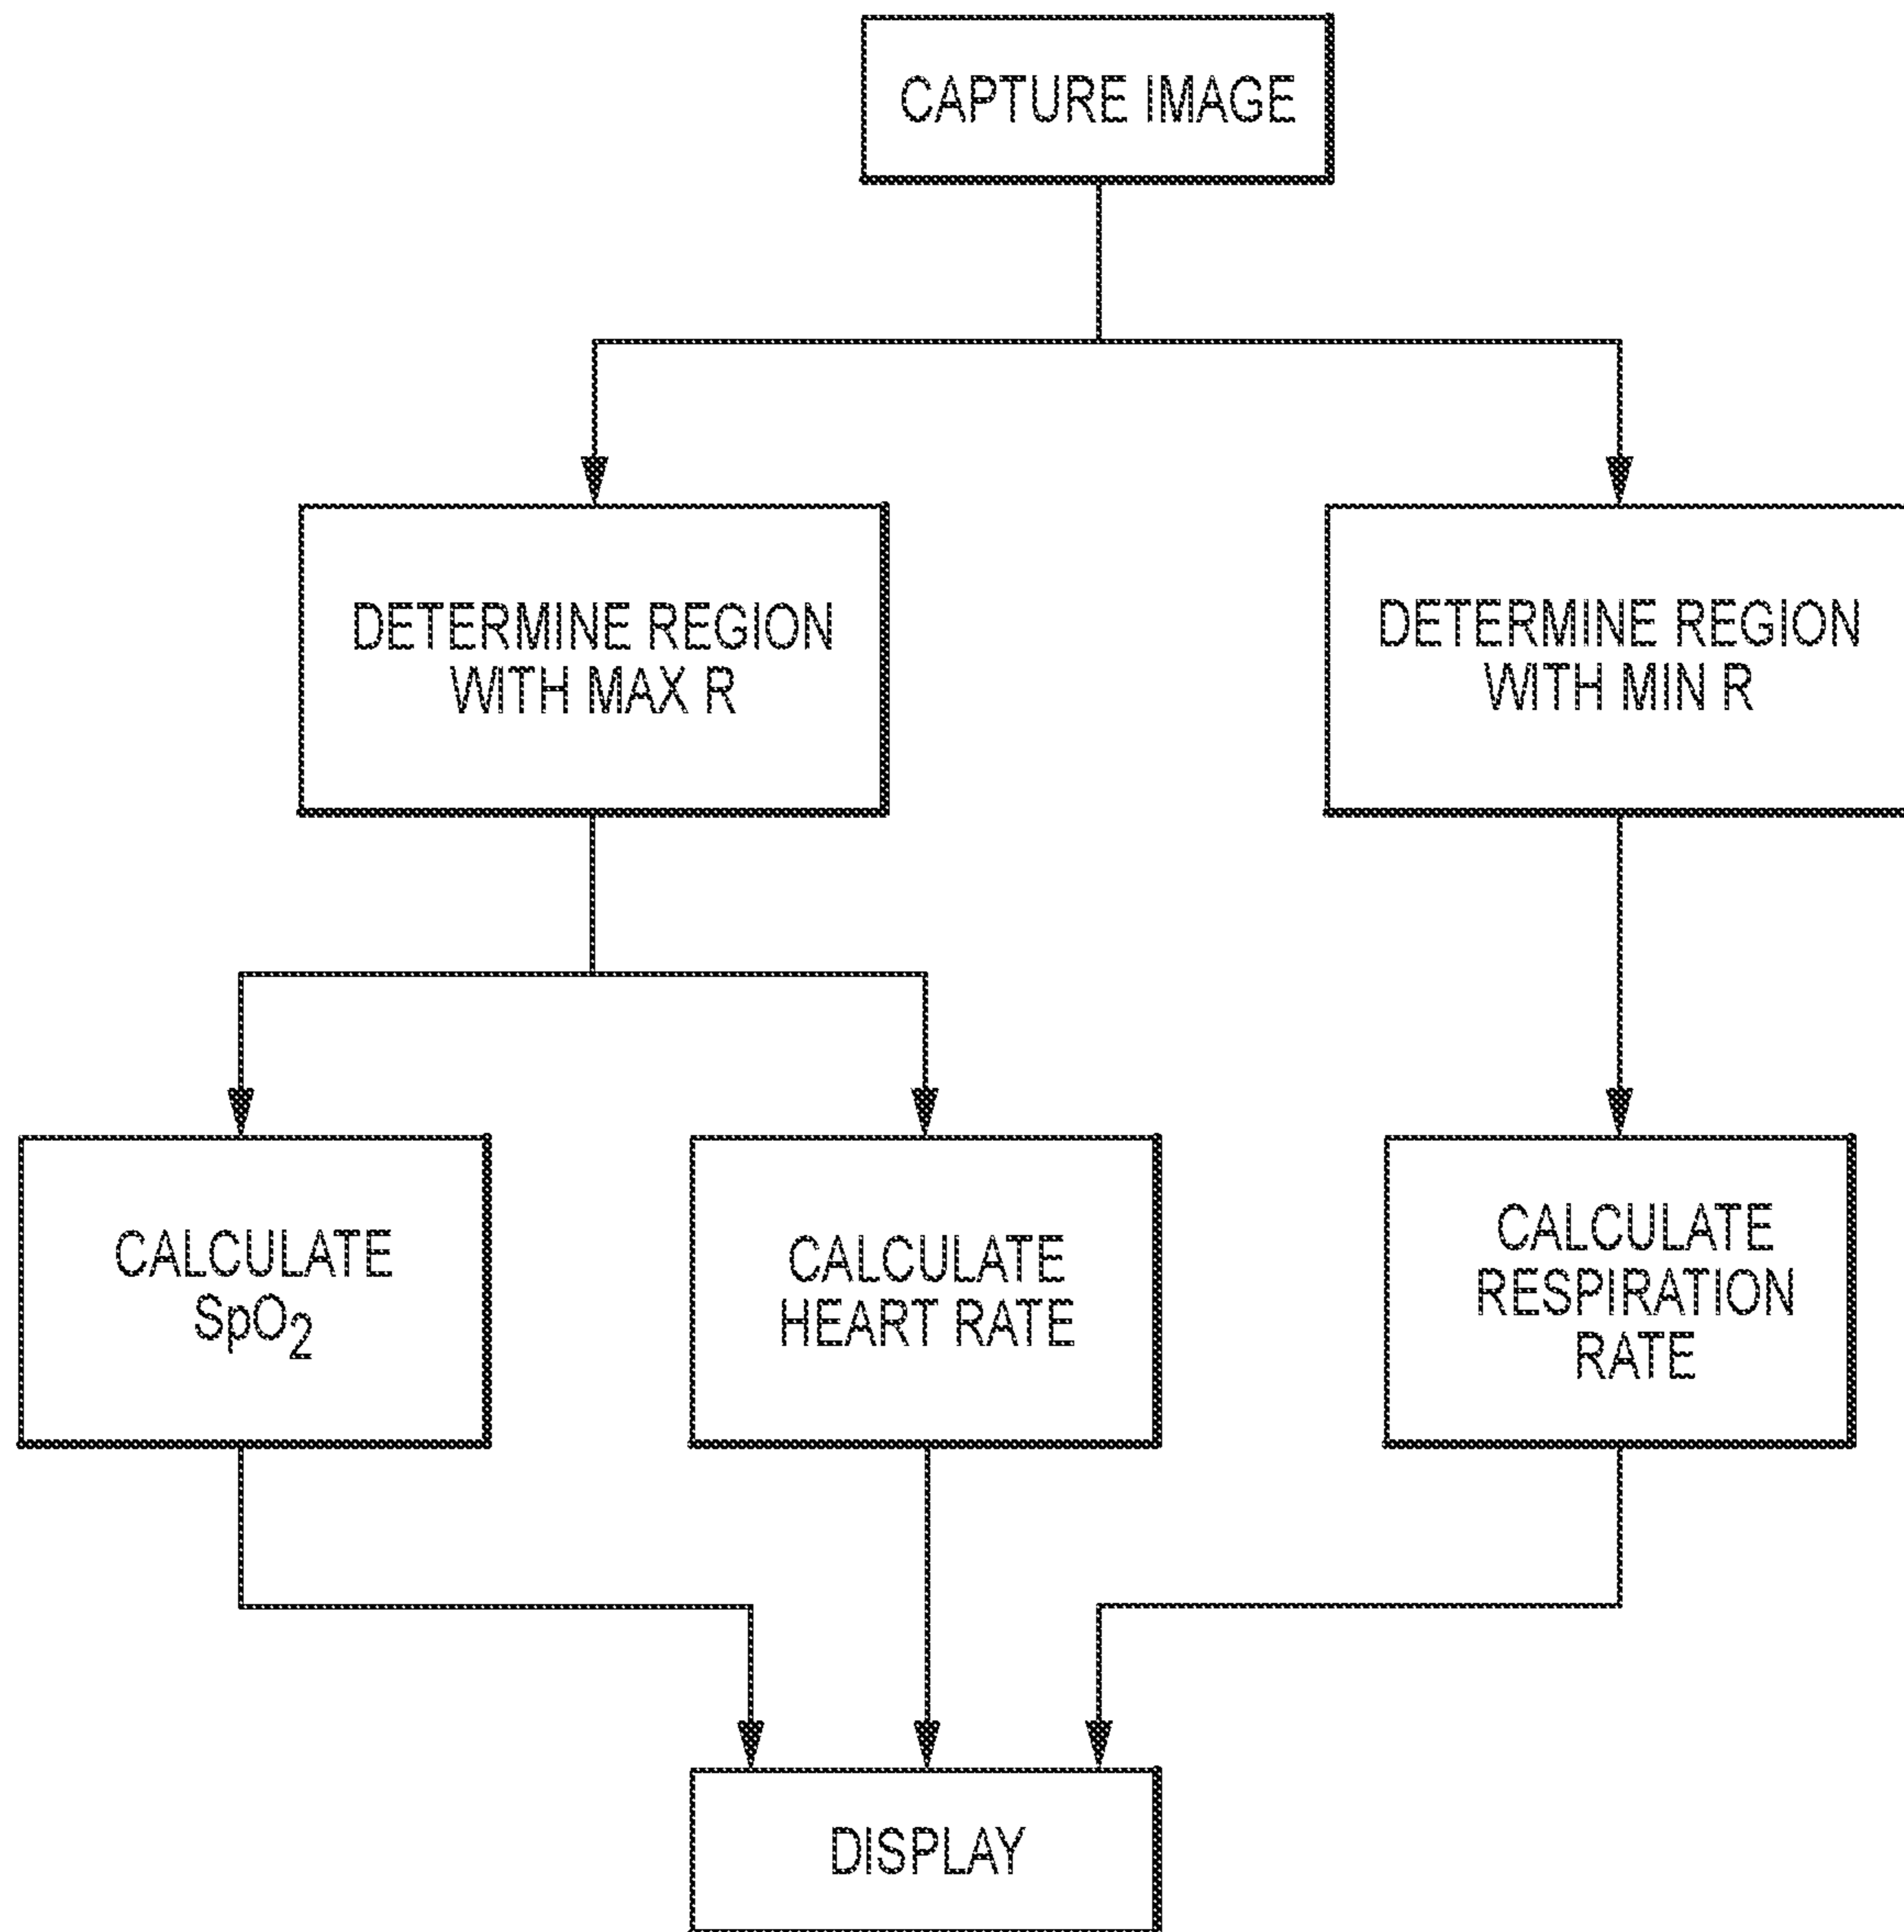 CAPTURE IMAGE
DETERMINE REGION
WITH MAX R
DETERMINE REGION
WITH MIN R
CALCULATE
SpO2
CALCULATE
HEART RATE
CALCULATE
RESPIRATION
RATE
DISPLAY